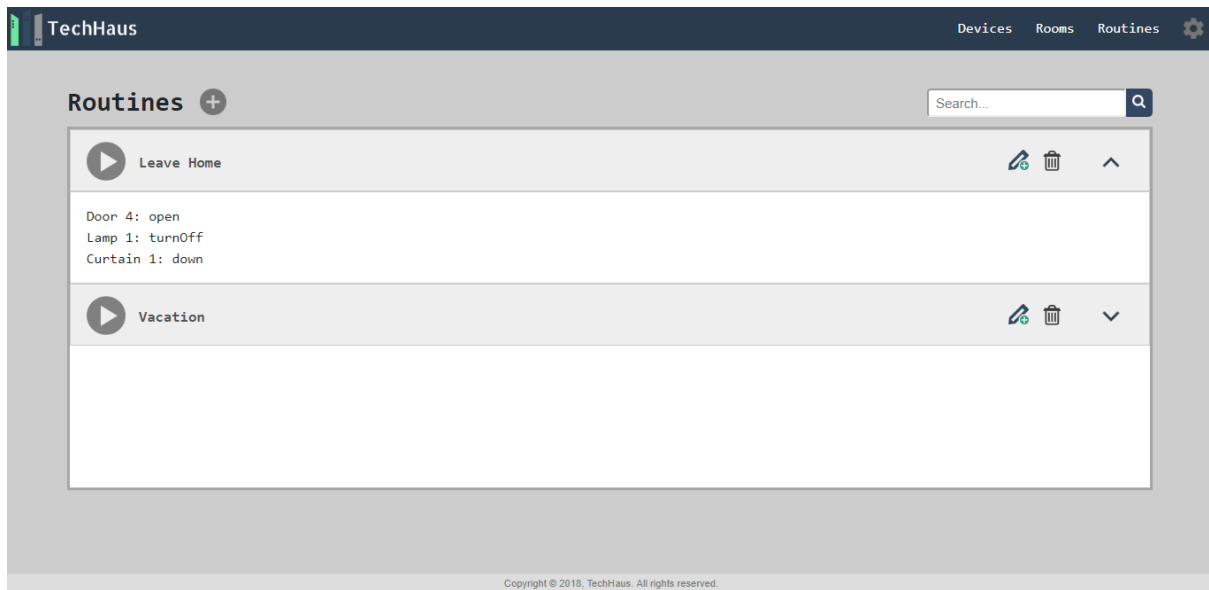 TechHaus
Devices Rooms Routines
Routines
Search...
Leave Home
Door 4: open
Lamp 1: turnOff
Curtain 1: down
Vacation
Copyright © 2018, TechHaus. All rights reserved.